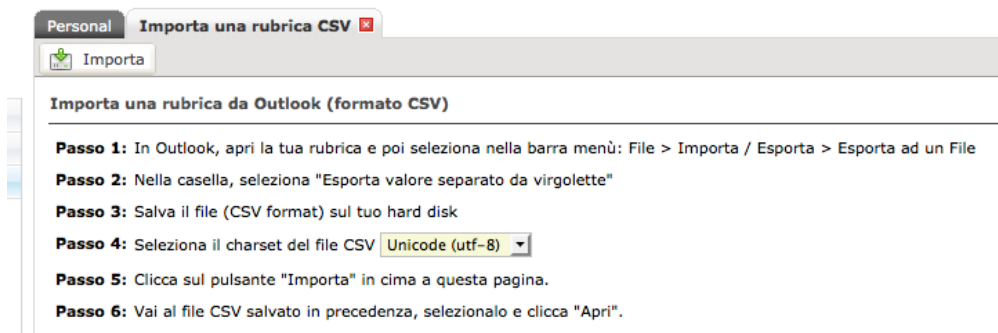 Personal
Importa una rubrica CSV
Importa
Importa una rubrica da Outlook (formato CSV)
Passo 1: In Outlook, apri la tua rubrica e poi seleziona nella barra menù: File > Importa / Esporta > Esporta ad un File
Passo 2: Nella casella, seleziona "Esporta valore separato da virgolette"
Passo 3: Salva il file (CSV format) sul tuo hard disk
Passo 4: Seleziona il charset del file CSV Unicode (utf-8)
Passo 5: Clicca sul pulsante "Importa" in cima a questa pagina.
Passo 6: Vai al file CSV salvato in precedenza, selezionalo e clicca "Apri".